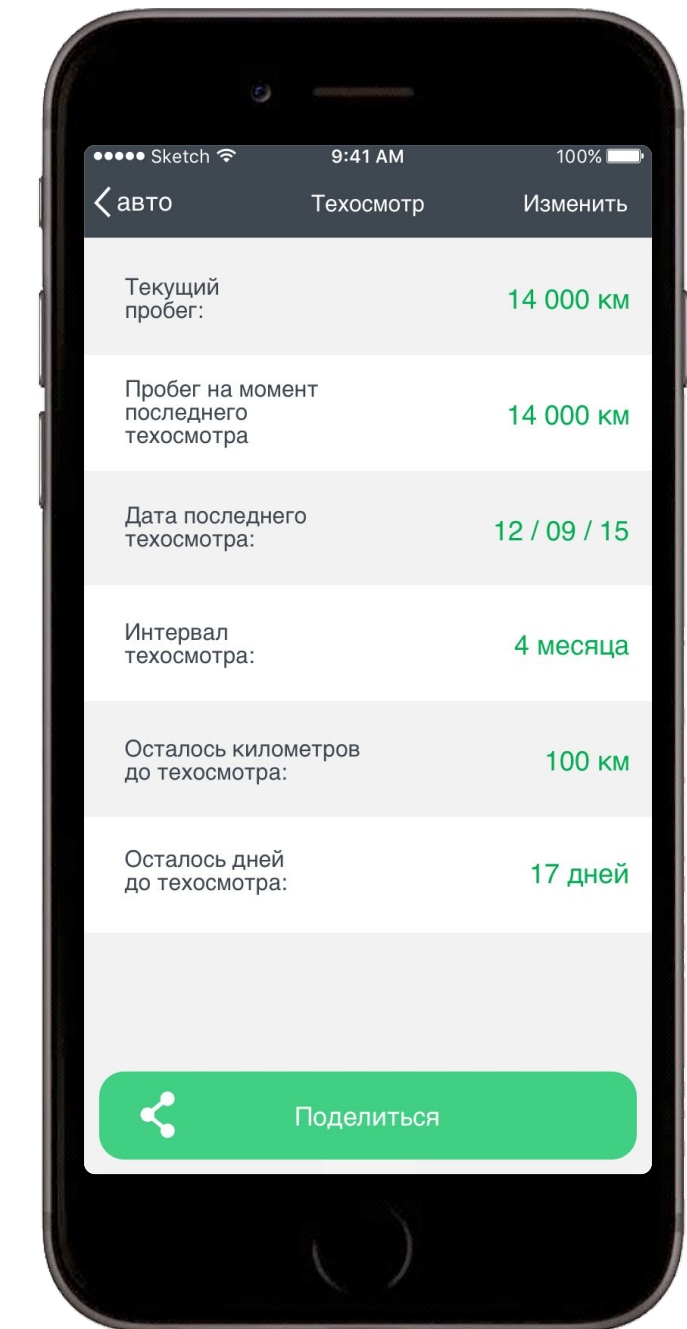 Sketch 9:41 AM 100%
авто Техосмотр Изменить
Текущий
пробег:
14 000 км
Пробег на момент
последнего
техосмотра
14 000 км
Дата последнего
техосмотра:
12 / 09 / 15
Интервал
техосмотра:
4 месяца
Осталось километров
до техосмотра:
100 км
Осталось дней
до техосмотра:
17 дней
Поделиться